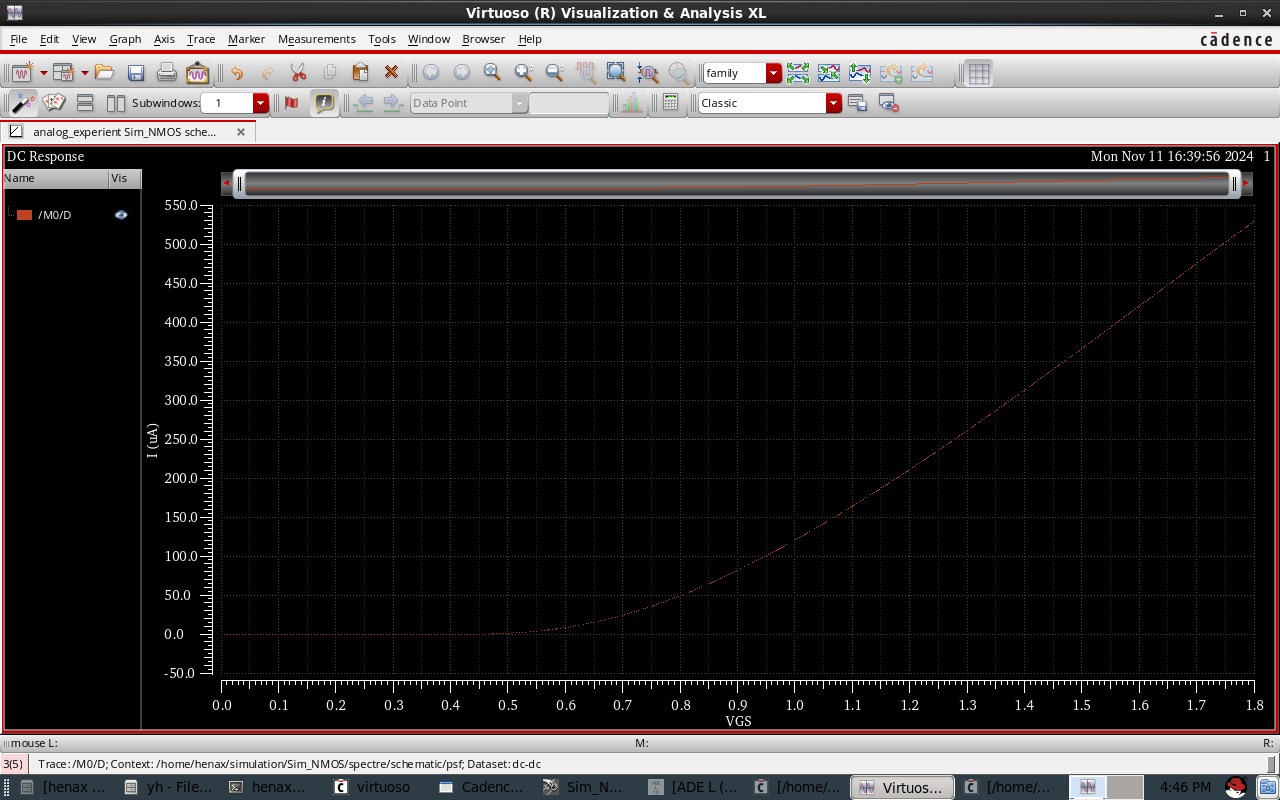 Virtuoso (R) Visualization & Analysis XL
File Edit View Graph Axis Trace Marker Measurements Tools Window Browser Help
cādence
family
Subwindows: 1
Data Point
Classic
analog_experient Sim_NMOS sche...
DC Response
Mon Nov 11 16:39:56 2024 1
Name Vis
/M0/D
550.0
500.0
450.0
400.0
350.0
300.0
250.0
200.0
150.0
100.0
50.0
0.0
-50.0
I (uA)
0.0 0.1 0.2 0.3 0.4 0.5 0.6 0.7 0.8 0.9 1.0 1.1 1.2 1.3 1.4 1.5 1.6 1.7 1.8
VGS
mouse L: M: R:
3(5) Trace: /M0/D; Context: /home/henax/simulation/Sim_NMOS/spectre/schematic/psf; Dataset: dc-dc
[henax ... yh - File... henax... virtuoso Cadenc... Sim_N... [ADE L (... [/home/... Virtuos... [/home/... 4:46 PM